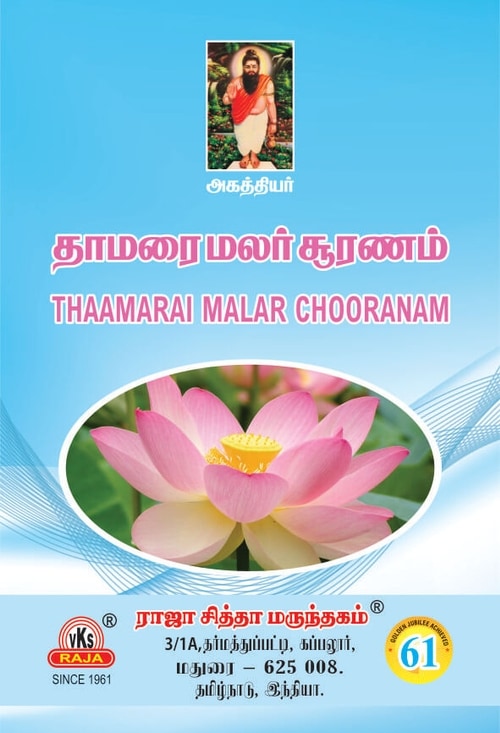 அகத்தியர்
தாமரை மலர் சூரணம்
THAAMARAI MALAR CHOORANAM
VKS
RAJA
®
SINCE 1961
ராஜா சித்தா மருந்தகம்®
3/1A,தர்மத்துப்பட்டி, கப்பலூர்,
மதுரை – 625 008.
தமிழ்நாடு, இந்தியா.
GOLDEN JUBILEE ACHIEVED
61